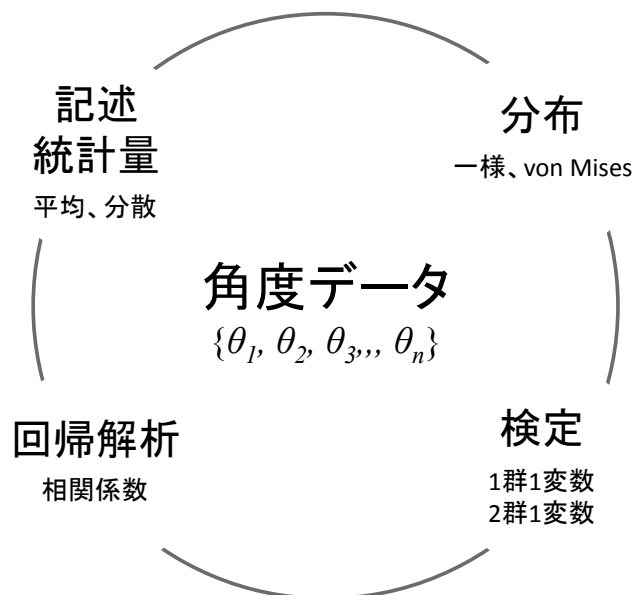 記述
統計量
平均、分散
分布
一様、von Mises
角度データ
{θ1, θ2, θ3,,, θn}
回帰解析
相関係数
検定
1群1変数
2群1変数